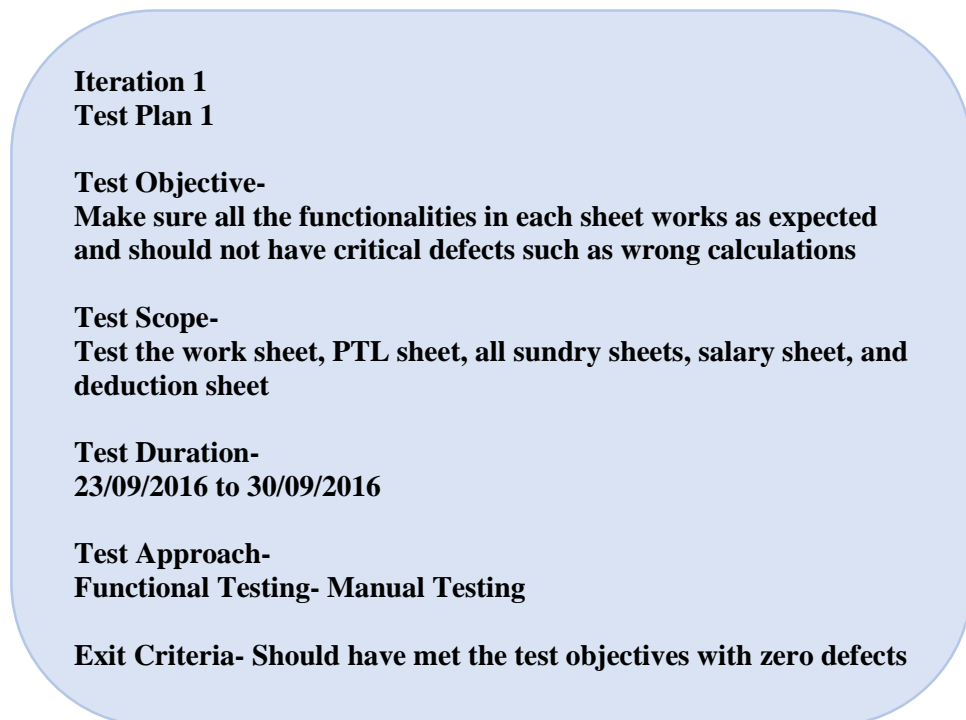 Iteration 1
Test Plan 1
Test Objective-
Make sure all the functionalities in each sheet works as expected
and should not have critical defects such as wrong calculations
Test Scope-
Test the work sheet, PTL sheet, all sundry sheets, salary sheet, and
deduction sheet
Test Duration-
23/09/2016 to 30/09/2016
Test Approach-
Functional Testing- Manual Testing
Exit Criteria- Should have met the test objectives with zero defects